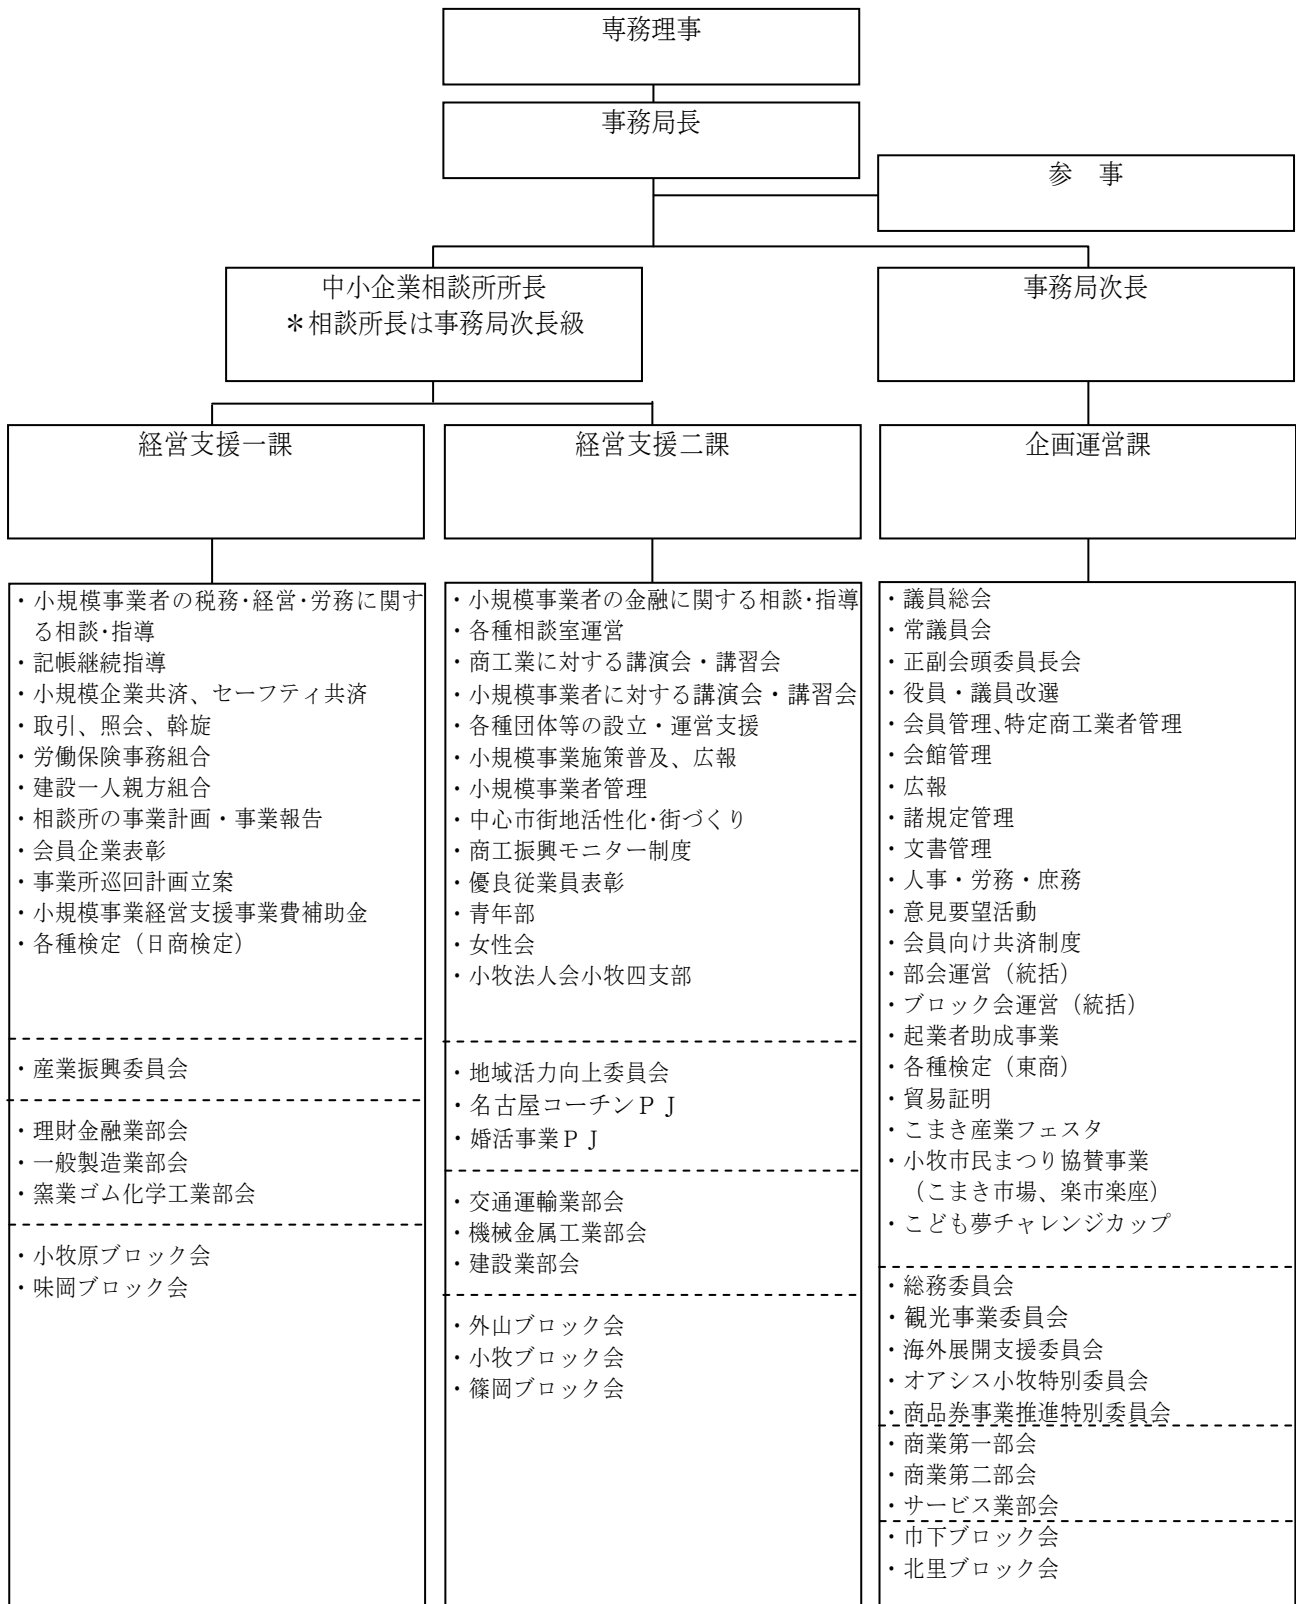 専務理事
事務局長
参　事
中小企業相談所所長
＊相談所長は事務局次長級
事務局次長
経営支援一課
経営支援二課
企画運営課
・小規模事業者の税務･経営･労務に関す
る相談･指導
・記帳継続指導
・小規模企業共済、セーフティ共済
・取引、照会、斡旋
・労働保険事務組合
・建設一人親方組合
・相談所の事業計画・事業報告
・会員企業表彰
・事業所巡回計画立案
・小規模事業経営支援事業費補助金
・各種検定（日商検定）
・産業振興委員会
・理財金融業部会
・一般製造業部会
・窯業ゴム化学工業部会
・小牧原ブロック会
・味岡ブロック会
・小規模事業者の金融に関する相談･指導
・各種相談室運営
・商工業に対する講演会・講習会
・小規模事業者に対する講演会・講習会
・各種団体等の設立・運営支援
・小規模事業施策普及、広報
・小規模事業者管理
・中心市街地活性化･街づくり
・商工振興モニター制度
・優良従業員表彰
・青年部
・女性会
・小牧法人会小牧四支部
・地域活力向上委員会
・名古屋コーチンＰＪ
・婚活事業ＰＪ
・交通運輸業部会
・機械金属工業部会
・建設業部会
・外山ブロック会
・小牧ブロック会
・篠岡ブロック会
・議員総会
・常議員会
・正副会頭委員長会
・役員・議員改選
・会員管理､特定商工業者管理
・会館管理
・広報
・諸規定管理
・文書管理
・人事・労務・庶務
・意見要望活動
・会員向け共済制度
・部会運営（統括）
・ブロック会運営（統括）
・起業者助成事業
・各種検定（東商）
・貿易証明
・こまき産業フェスタ
・小牧市民まつり協賛事業
（こまき市場、楽市楽座）
・こども夢チャレンジカップ
・総務委員会
・観光事業委員会
・海外展開支援委員会
・オアシス小牧特別委員会
・商品券事業推進特別委員会
・商業第一部会
・商業第二部会
・サービス業部会
・巾下ブロック会
・北里ブロック会